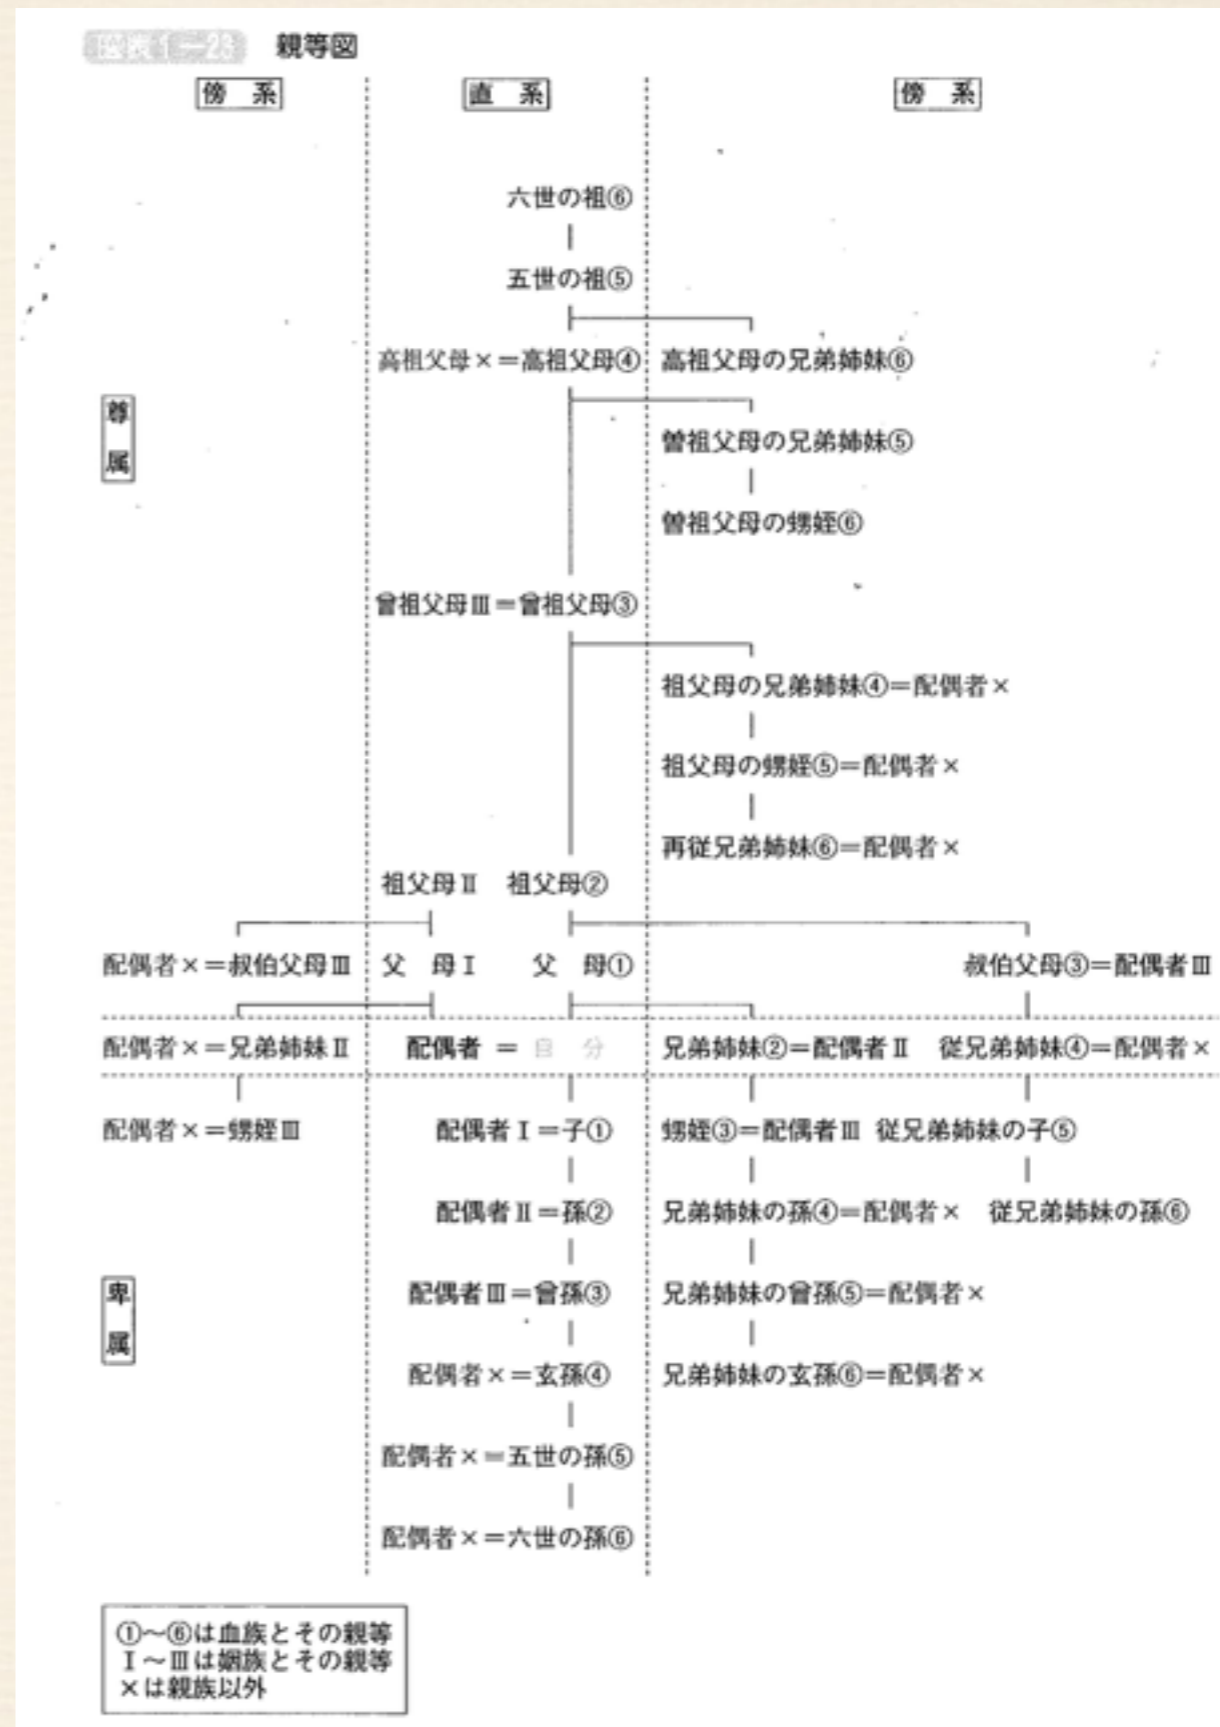 図表1-23 親等図
傍 系 直 系 傍 系
六世の祖⑥
五世の祖⑤
高祖父母×=高祖父母④ 高祖父母の兄弟姉妹⑥
尊属
曽祖父母の兄弟姉妹⑤
曽祖父母の甥姪⑥
曾祖父母Ⅲ=曾祖父母③
祖父母の兄弟姉妹④=配偶者×
祖父母の甥姪⑤=配偶者×
再従兄弟姉妹⑥=配偶者×
祖父母Ⅱ 祖父母②
配偶者×=叔伯父母Ⅲ 父 母Ⅰ 父 母① 叔伯父母③=配偶者Ⅲ
配偶者×=兄弟姉妹Ⅱ 配偶者 = 自 分 兄弟姉妹②=配偶者Ⅱ 従兄弟姉妹④=配偶者×
配偶者×=甥姪Ⅲ 配偶者Ⅰ=子① 甥姪③=配偶者Ⅲ 従兄弟姉妹の子⑤
配偶者Ⅱ=孫② 兄弟姉妹の孫④=配偶者× 従兄弟姉妹の孫⑥
卑属
配偶者Ⅲ=曾孫③ 兄弟姉妹の曾孫⑤=配偶者×
配偶者×=玄孫④ 兄弟姉妹の玄孫⑥=配偶者×
配偶者×=五世の孫⑤
配偶者×=六世の孫⑥
①〜⑥は血族とその親等
Ⅰ〜Ⅲは姻族とその親等
×は親族以外